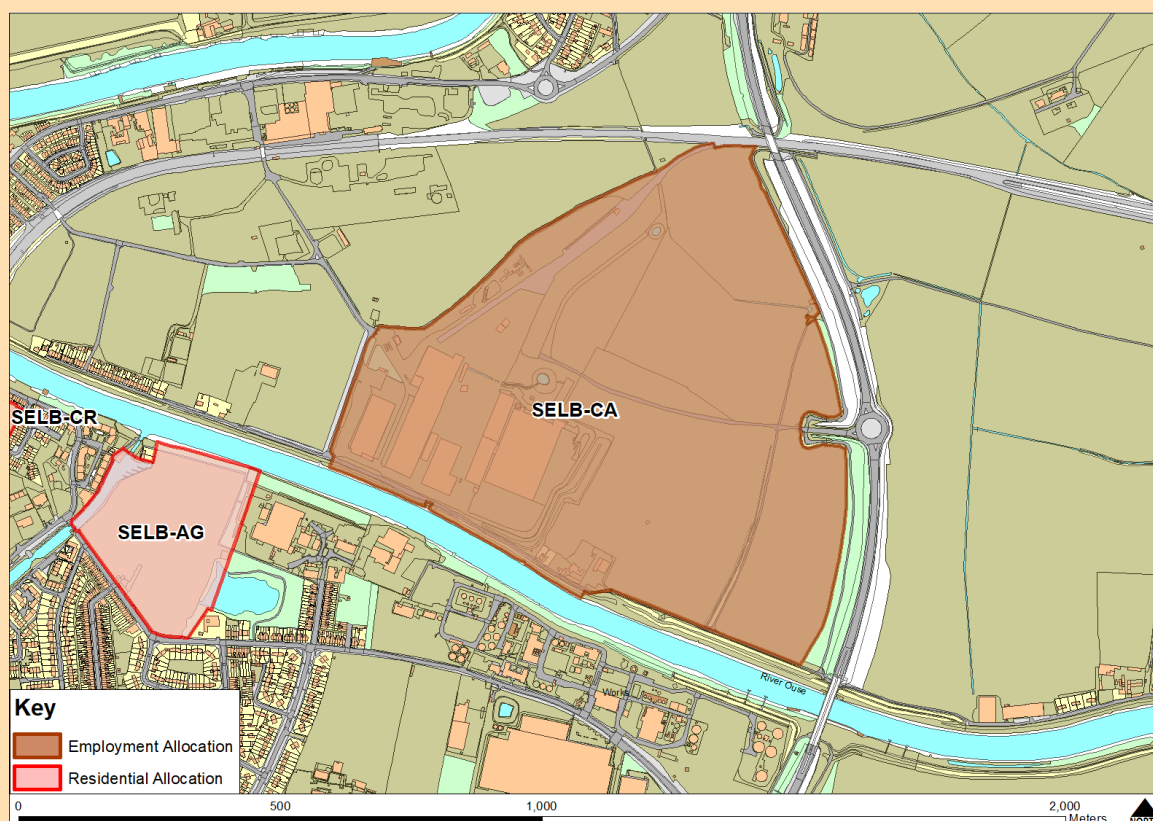 SELB-CA
SELB-CR
SELB-AG
River Ouse
Works
Key
Employment Allocation
Residential Allocation
0 500 1,000 2,000
Meters
NORTH